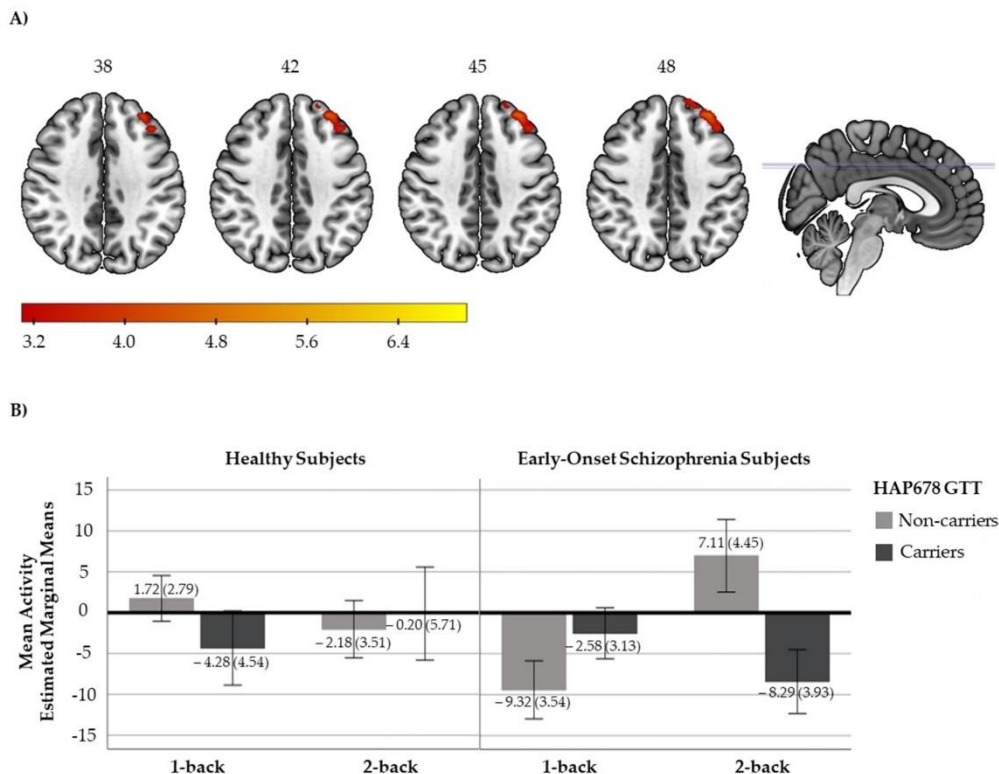 A)
38 42 45 48
3.2 4.0 4.8 5.6 6.4
B)
Healthy Subjects Early-Onset Schizophrenia Subjects
HAP678 GTT
Non-carriers
Carriers
Mean Activity
Estimated Marginal Means
15
10
5
0
-5
-10
-15
1.72 (2.79)
−4.28 (4.54)
−2.18 (3.51)
−0.20 (5.71)
−9.32 (3.54)
−2.58 (3.13)
7.11 (4.45)
−8.29 (3.93)
1-back 2-back 1-back 2-back